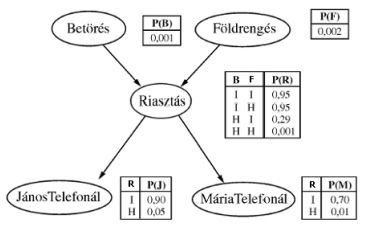 Betörés
P(B)
0,001
Földrengés
P(F)
0,002
Riasztás
B F P(R)
I I 0,95
I H 0,95
H I 0,29
H H 0,001
JánosTelefonál
R P(J)
I 0,90
H 0,05
MáriaTelefonál
R P(M)
I 0,70
H 0,01